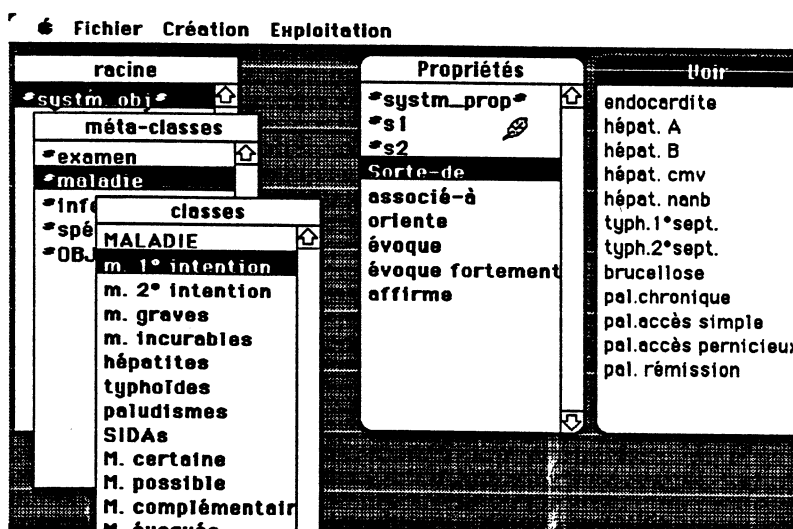 Fichier Création Exploitation
racine
systm_obj
méta-classes
examen
maladie
infe
spé
OBJ
classes
MALADIE
m. 1° intention
m. 2° intention
m. graves
m. incurables
hépatites
typhoïdes
paludismes
SIDAs
M. certaine
M. possible
M. complémentair
M. évoqués
Propriétés
systm_prop
s1
s2
Sorte-de
associé-à
oriente
évoque
évoque fortement
affirme
Voir
endocardite
hépat. A
hépat. B
hépat. cmv
hépat. nanb
typh.1°sept.
typh.2°sept.
brucellose
pal.chronique
pal.accès simple
pal.accès pernicieux
pal. rémission